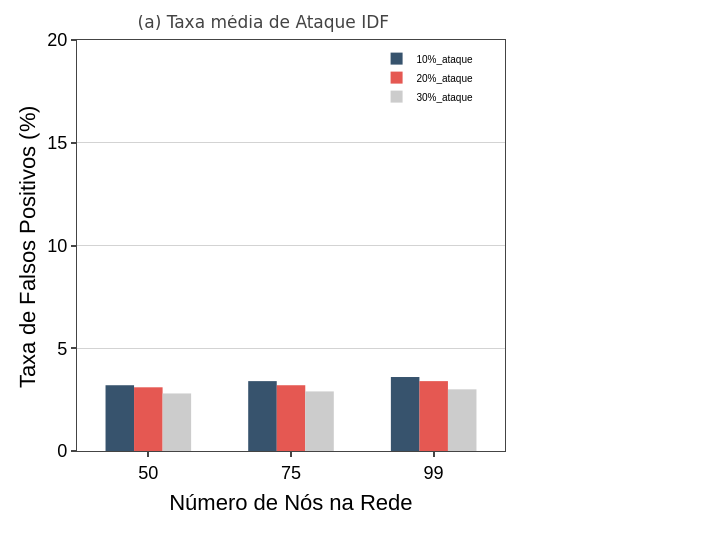 (a) Taxa média de Ataque IDF
10%_ataque
20%_ataque
30%_ataque
Taxa de Falsos Positivos (%)
20
15
10
5
0
50 75 99
Número de Nós na Rede